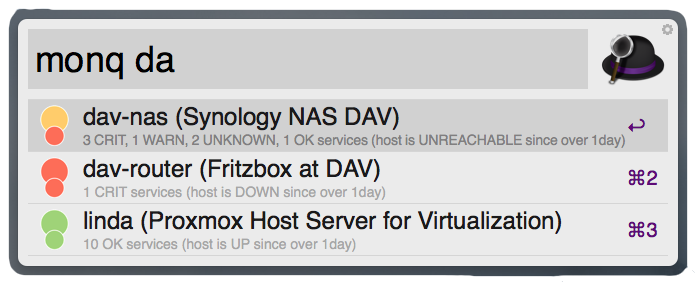 monq da
dav-nas (Synology NAS DAV)
3 CRIT, 1 WARN, 2 UNKNOWN, 1 OK services (host is UNREACHABLE since over 1day)
↩
dav-router (Fritzbox at DAV)
⌘2
1 CRIT services (host is DOWN since over 1day)
linda (Proxmox Host Server for Virtualization)
⌘3
10 OK services (host is UP since over 1day)